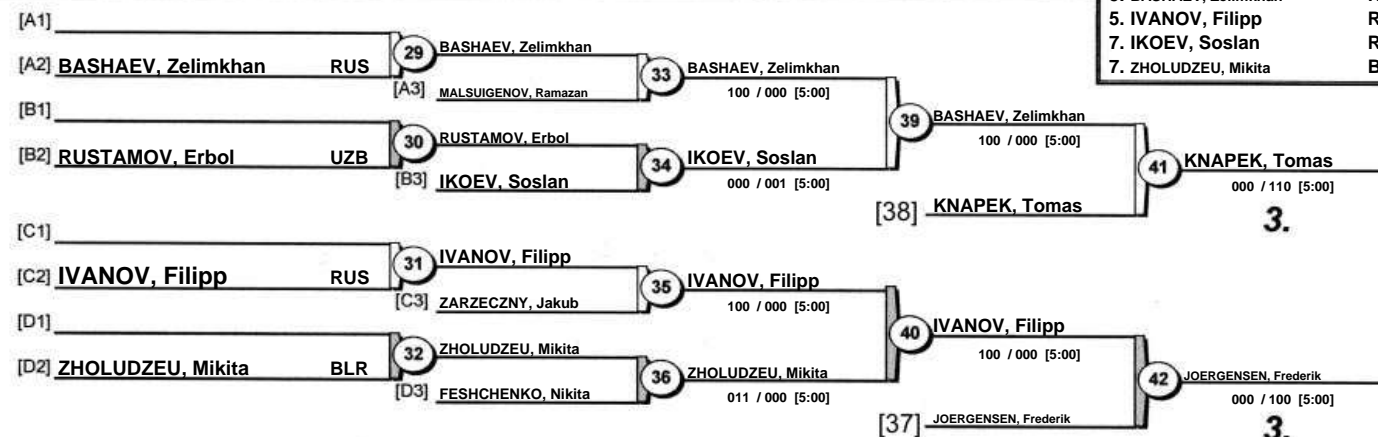 5. IVANOV, Filipp R
7. IKOEV, Soslan R
7. ZHOLUDZEU, Mikita B
[A1]
[A2] BASHAEV, Zelimkhan RUS
29
BASHAEV, Zelimkhan
[A3] MALSUIGENOV, Ramazan
33
BASHAEV, Zelimkhan
100 / 000 [5:00]
[B1]
[B2] RUSTAMOV, Erbol UZB
30
RUSTAMOV, Erbol
[B3] IKOEV, Soslan
34
IKOEV, Soslan
000 / 001 [5:00]
39
BASHAEV, Zelimkhan
100 / 000 [5:00]
[38] KNAPEK, Tomas
41
KNAPEK, Tomas
000 / 110 [5:00]
3.
[C1]
[C2] IVANOV, Filipp RUS
31
IVANOV, Filipp
[C3] ZARZECZNY, Jakub
35
IVANOV, Filipp
100 / 000 [5:00]
[D1]
[D2] ZHOLUDZEU, Mikita BLR
32
ZHOLUDZEU, Mikita
[D3] FESHCHENKO, Nikita
36
ZHOLUDZEU, Mikita
011 / 000 [5:00]
40
IVANOV, Filipp
100 / 000 [5:00]
[37] JOERGENSEN, Frederik
42
JOERGENSEN, Frederik
000 / 100 [5:00]
3.